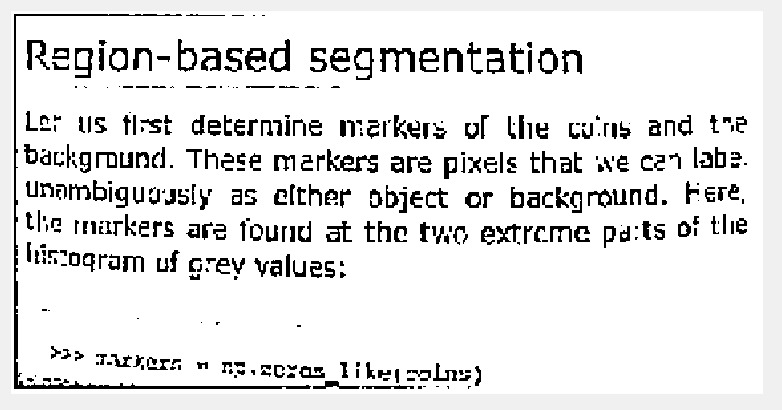 Region-based segmentation
Let us first determine markers of the coins and the
background. These markers are pixels that we can label
unambiguously as either object or background. Here,
the markers are found at the two extreme parts of the
histogram of grey values:
>>> markers = np.zeros_like(coins)